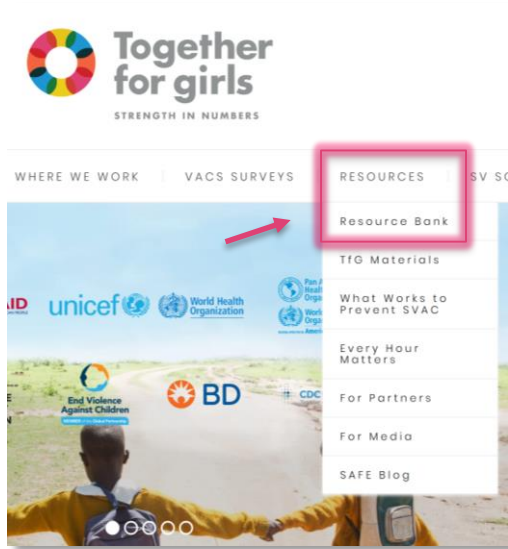 Together
for girls
STRENGTH IN NUMBERS
WHERE WE WORK
VACS SURVEYS
RESOURCES
SV
Resource Bank
TfG Materials
What Works to
Prevent SVAC
Every Hour
Matters
For Partners
For Media
SAFE Blog
unicef
World Health
Organization
End Violence
Against Children
BD
CDC